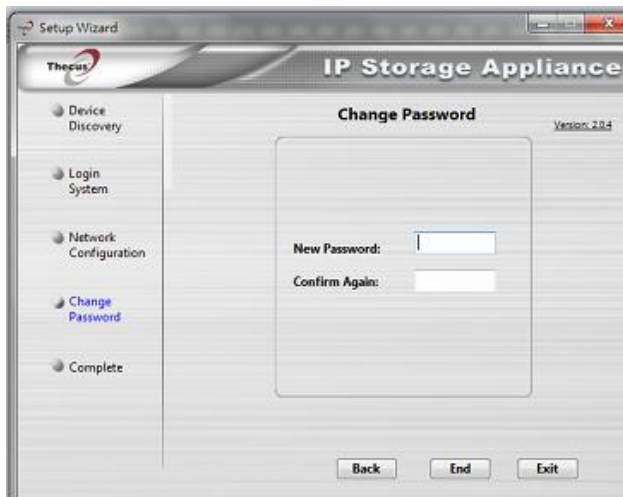 Setup Wizard
Thecus
IP Storage Appliance
Device
Discovery
Login
System
Network
Configuration
Change
Password
Complete
Change Password
Version: 2.0.4
New Password:
Confirm Again:
Back
End
Exit